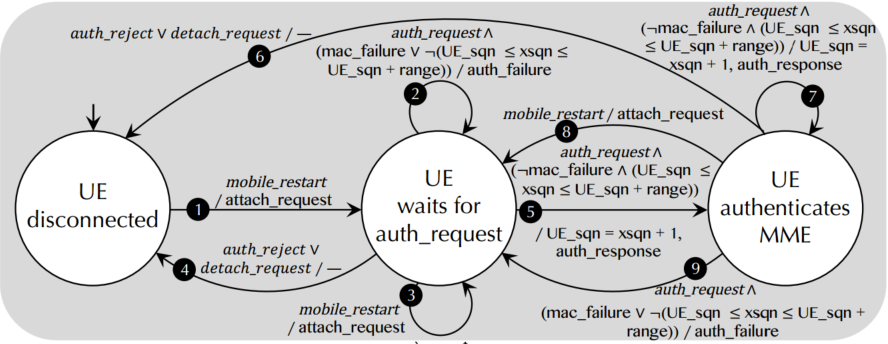 auth_reject ∨ detach_request / —
6
auth_request ∧
(mac_failure ∨ ¬(UE_sqn ≤ xsqn ≤
UE_sqn + range)) / auth_failure
2
auth_request ∧
(¬mac_failure ∧ (UE_sqn ≤ xsqn
≤ UE_sqn + range)) / UE_sqn =
xsqn + 1, auth_response
7
mobile_restart / attach_request
8
UE
disconnected
1
mobile_restart
/ attach_request
UE
waits for
auth_request
auth_request ∧
(¬mac_failure ∧ (UE_sqn ≤
xsqn ≤ UE_sqn + range))
5
/ UE_sqn = xsqn + 1,
auth_response
UE
authenticates
MME
auth_reject ∨
detach_request / —
4
3
mobile_restart
/ attach_request
9
auth_request ∧
(mac_failure ∨ ¬(UE_sqn ≤ xsqn ≤ UE_sqn +
range)) / auth_failure